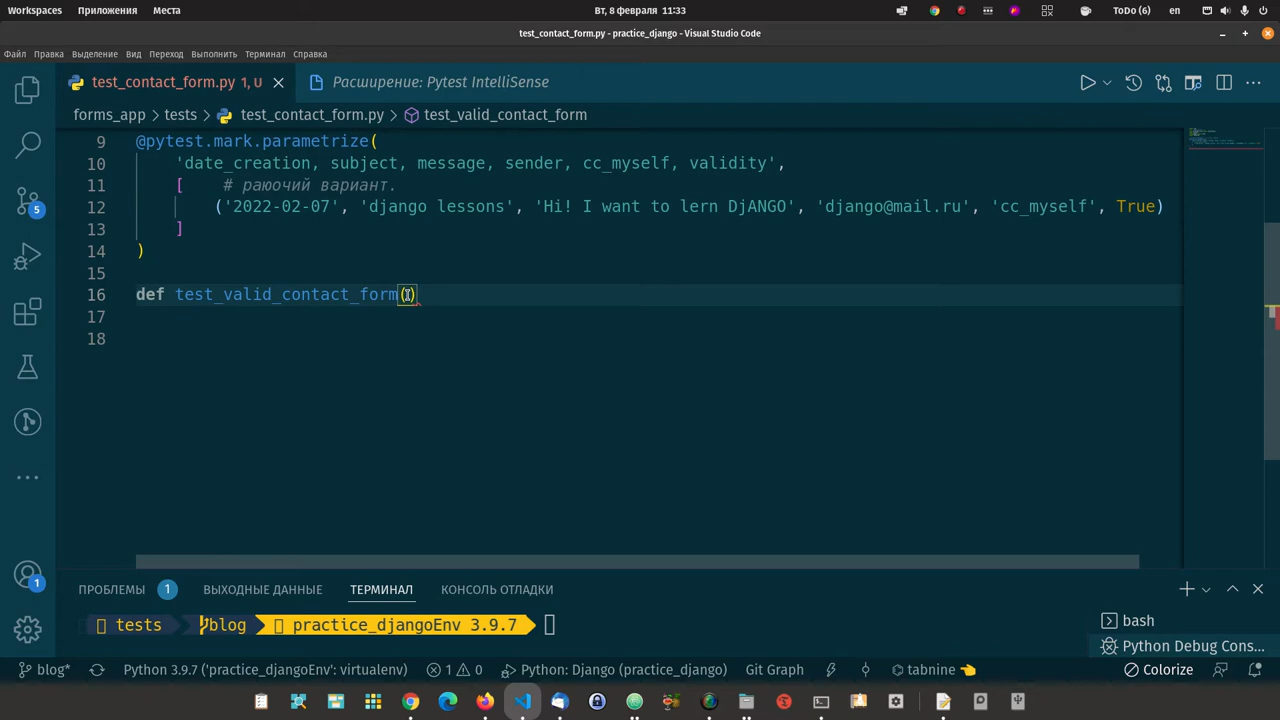 Workspaces Приложения Места Вт, 8 февраля 11:33 ToDo (6) en
test_contact_form.py - practice_django - Visual Studio Code
Файл Правка Выделение Вид Переход Выполнить Терминал Справка
test_contact_form.py 1, U Расширение: Pytest IntelliSense
forms_app > tests > test_contact_form.py > test_valid_contact_form
9 @pytest.mark.parametrize(
10 'date_creation, subject, message, sender, cc_myself, validity',
11 [ # раюочий вариант.
12 ('2022-02-07', 'django lessons', 'Hi! I want to lern DjANGO', 'django@mail.ru', 'cc_myself', True)
13 ]
14 )
15
16 def test_valid_contact_form()
17
18
ПРОБЛЕМЫ 1 ВЫХОДНЫЕ ДАННЫЕ ТЕРМИНАЛ КОНСОЛЬ ОТЛАДКИ
tests blog practice_djangoEnv 3.9.7
bash
Python Debug Cons...
blog* Python 3.9.7 ('practice_djangoEnv': virtualenv) 1 0 Python: Django (practice_django) Git Graph tabnine Colorize
5
1